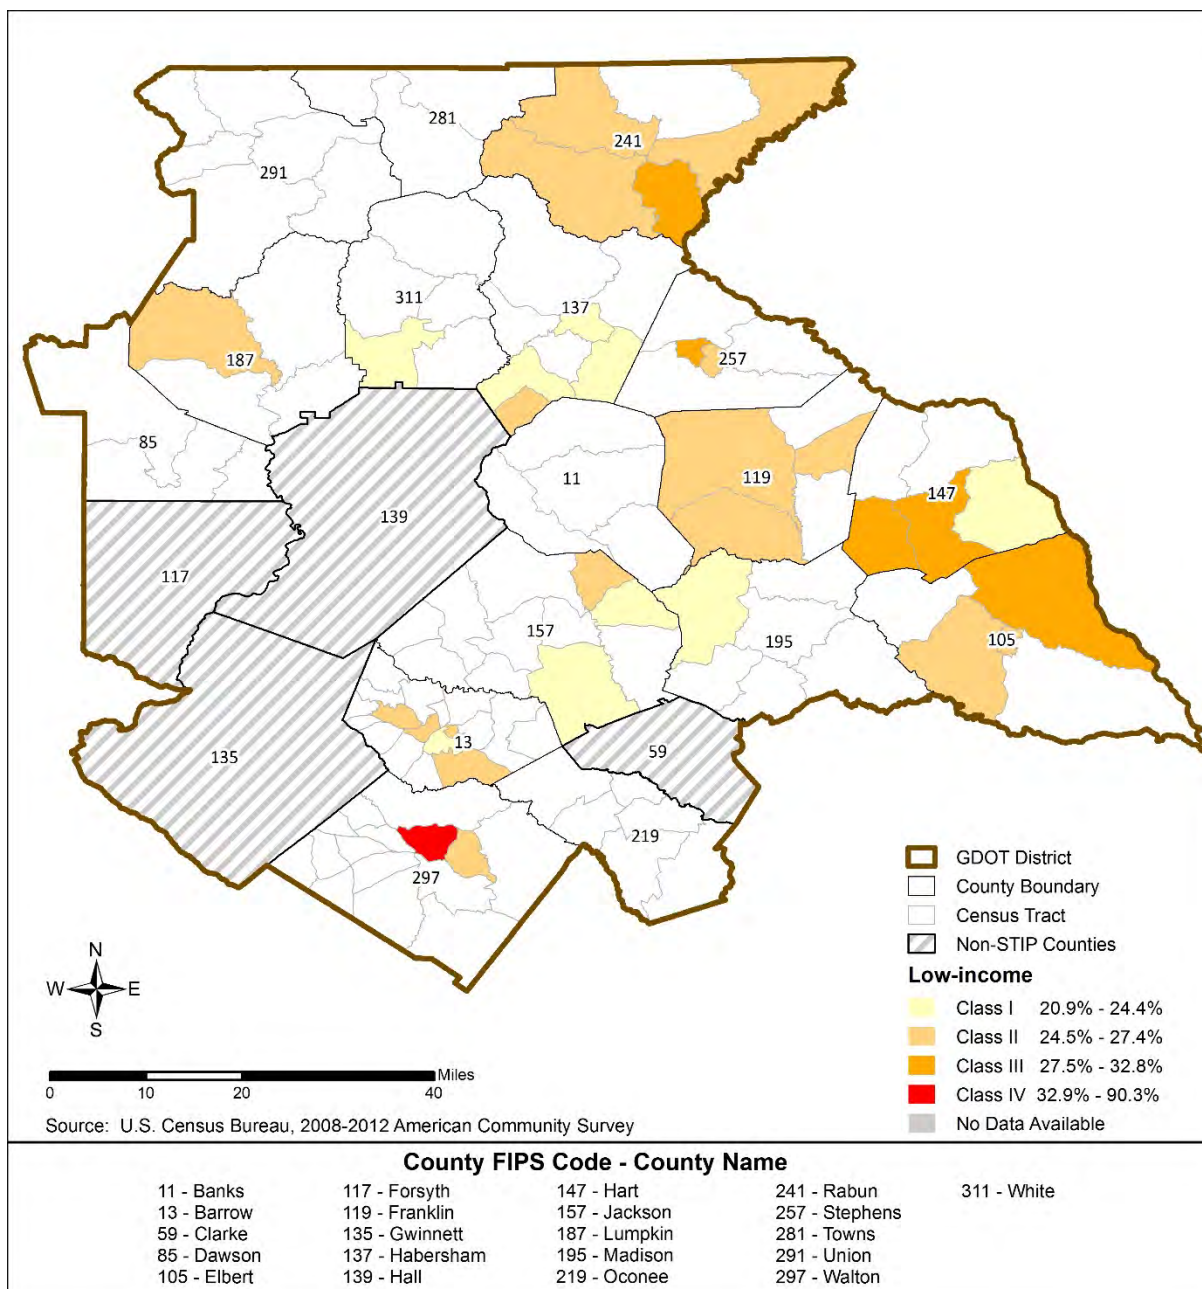 281
241
291
311
137
187
257
85
11
119
147
139
117
157
195
105
13
59
135
219
297
GDOT District
County Boundary
Census Tract
Non-STIP Counties
Low-income
Class I 20.9% - 24.4%
Class II 24.5% - 27.4%
Class III 27.5% - 32.8%
Class IV 32.9% - 90.3%
No Data Available
N
W E
S
Miles
0 10 20 40
Source: U.S. Census Bureau, 2008-2012 American Community Survey
County FIPS Code - County Name
11 - Banks 117 - Forsyth 147 - Hart 241 - Rabun 311 - White
13 - Barrow 119 - Franklin 157 - Jackson 257 - Stephens
59 - Clarke 135 - Gwinnett 187 - Lumpkin 281 - Towns
85 - Dawson 137 - Habersham 195 - Madison 291 - Union
105 - Elbert 139 - Hall 219 - Oconee 297 - Walton